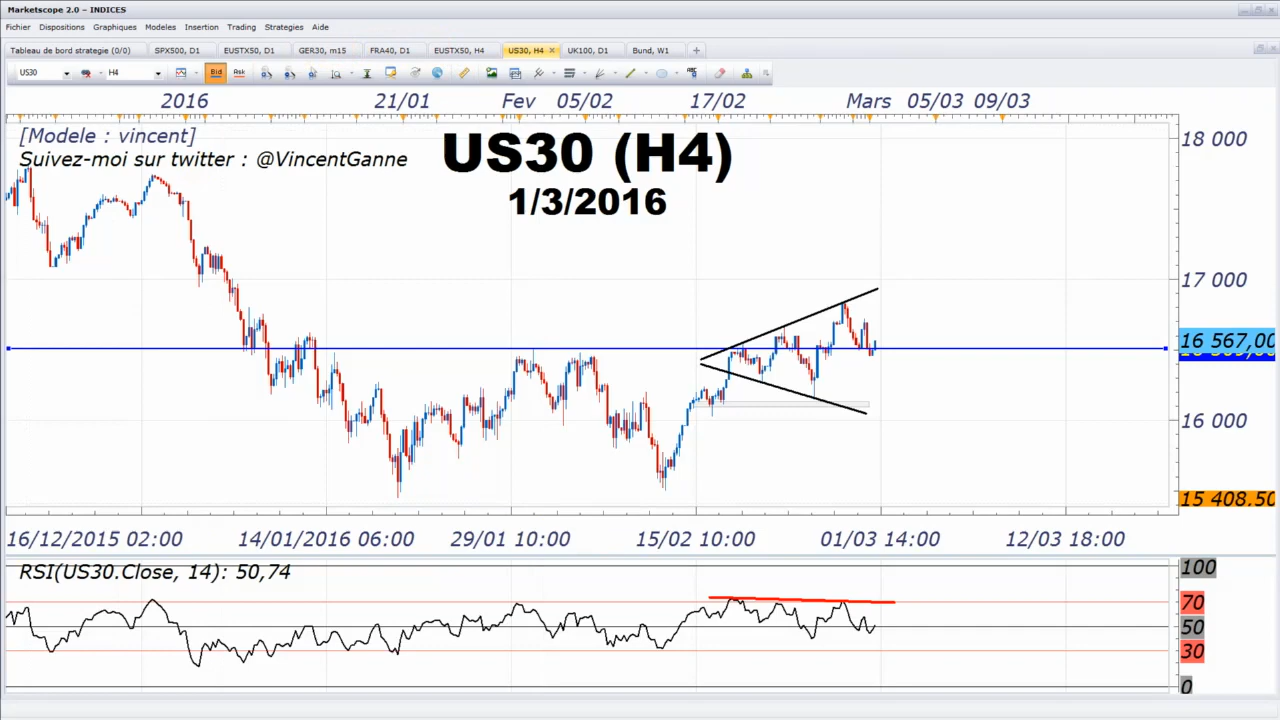 Marketscope 2.0 – INDICES
Fichier Dispositions Graphiques Modeles Insertion Trading Strategies Aide
Tableau de bord strategie (0/0) SPX500, D1 EUSTX50, D1 GER30, m15 FRA40, D1 EUSTX50, H4 US30, H4 UK100, D1 Bund, W1
US30 H4 Bid Rsk ABC
2016 21/01 Fev 05/02 17/02 Mars 05/03 09/03
[Modele : vincent]
Suivez-moi sur twitter : @VincentGanne
US30 (H4)
1/3/2016
18 000
17 000
16 567,00
16 000
15 408,50
16/12/2015 02:00 14/01/2016 06:00 29/01 10:00 15/02 10:00 01/03 14:00 12/03 18:00
RSI(US30.Close, 14): 50,74
100
70
50
30
0